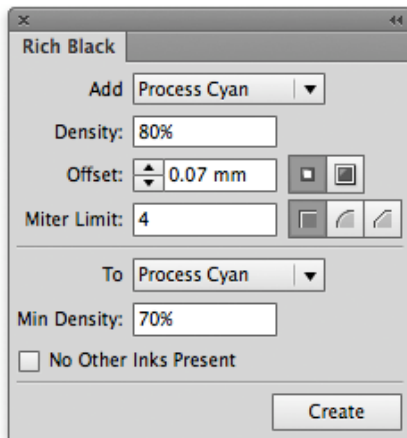 Rich Black
Add Process Cyan
Density: 80%
Offset: 0.07 mm
Miter Limit: 4
To Process Cyan
Min Density: 70%
No Other Inks Present
Create